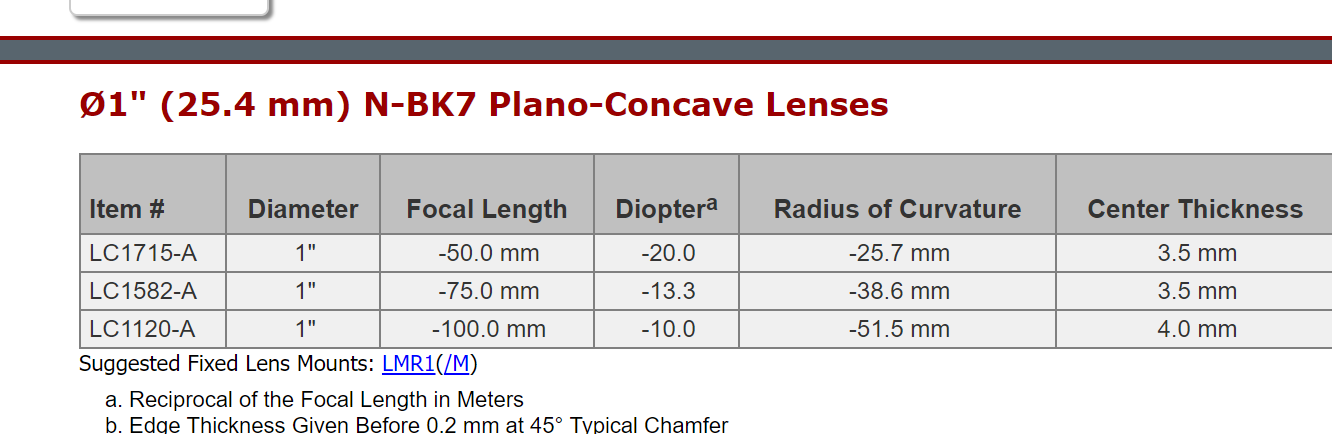 Ø1" (25.4 mm) N-BK7 Plano-Concave Lenses
Item # Diameter Focal Length Diopterª Radius of Curvature Center Thickness
LC1715-A 1" -50.0 mm -20.0 -25.7 mm 3.5 mm
LC1582-A 1" -75.0 mm -13.3 -38.6 mm 3.5 mm
LC1120-A 1" -100.0 mm -10.0 -51.5 mm 4.0 mm
Suggested Fixed Lens Mounts: LMR1(/M)
a. Reciprocal of the Focal Length in Meters
b. Edge Thickness Given Before 0.2 mm at 45° Typical Chamfer